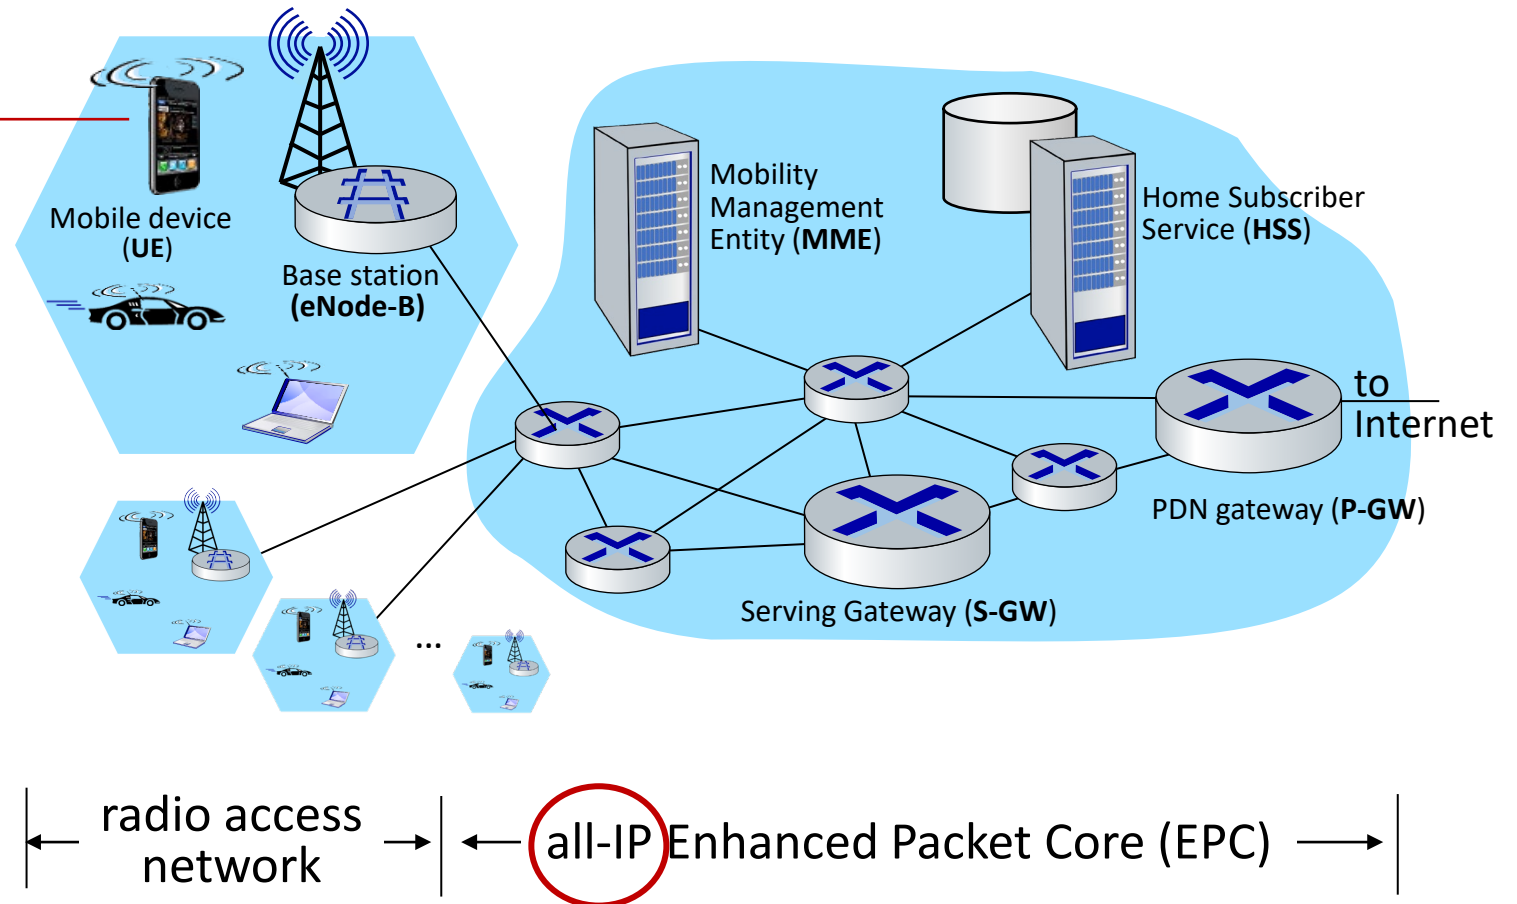 Mobile device
(UE)
Base station
(eNode-B)
Mobility
Management
Entity (MME)
Home Subscriber
Service (HSS)
to
Internet
PDN gateway (P-GW)
Serving Gateway (S-GW)
...
radio access
network
all-IP Enhanced Packet Core (EPC)